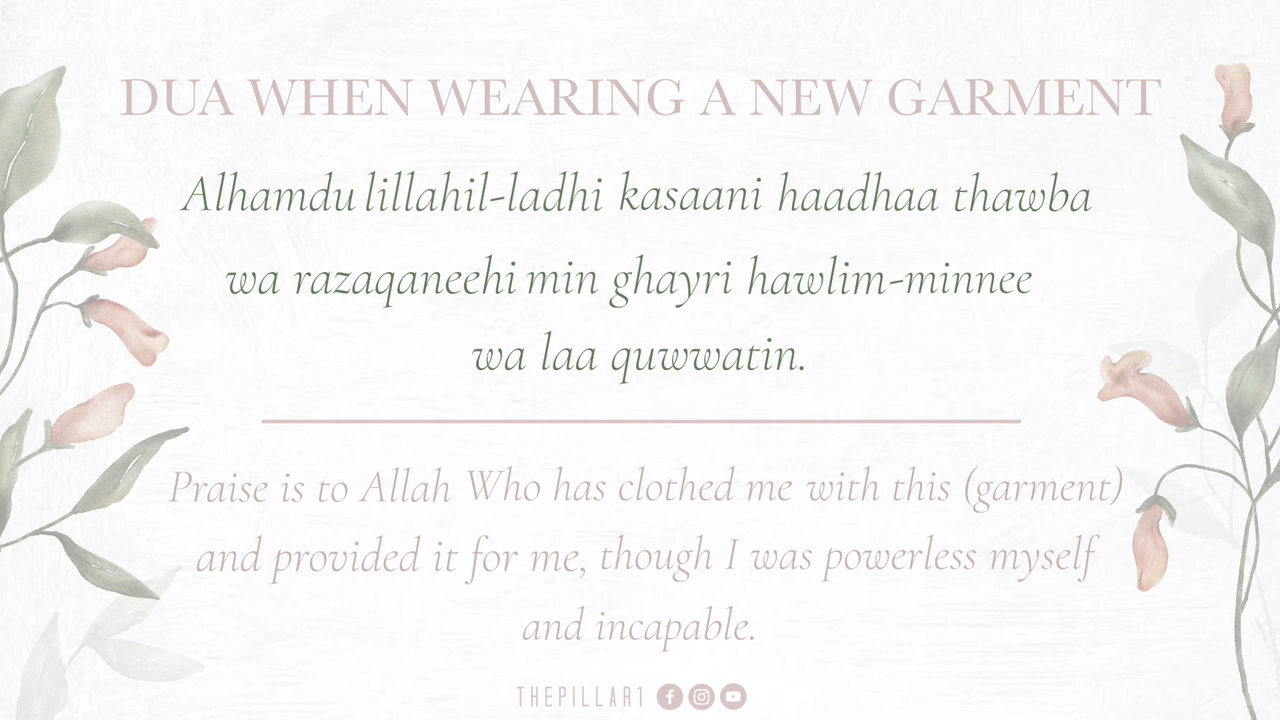 DUA WHEN WEARING A NEW GARMENT
Alhamdu lillahil-ladhi kasaani haadhaa thawba
wa razaqaneehi min ghayri hawlim-minnee
wa laa quwwatin.
Praise is to Allah Who has clothed me with this (garment)
and provided it for me, though I was powerless myself
and incapable.
THEPILLAR1